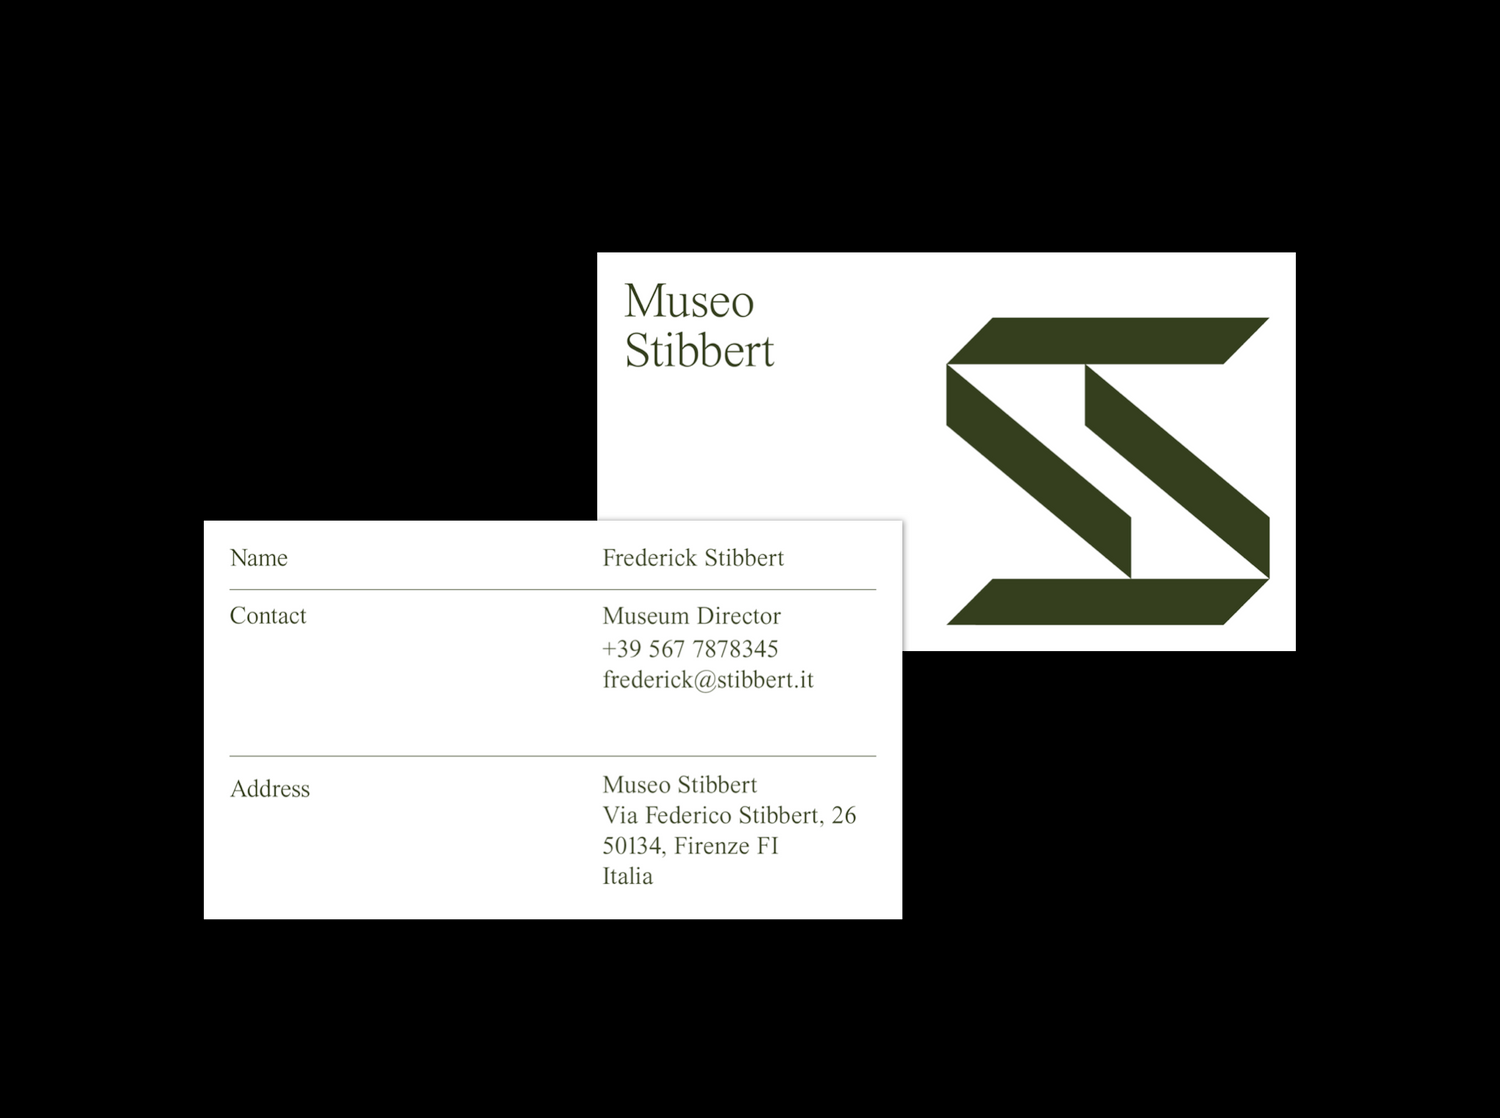 Museo
Stibbert
Name
Frederick Stibbert
Contact
Museum Director
+39 567 7878345
frederick@stibbert.it
Address
Museo Stibbert
Via Federico Stibbert, 26
50134, Firenze FI
Italia